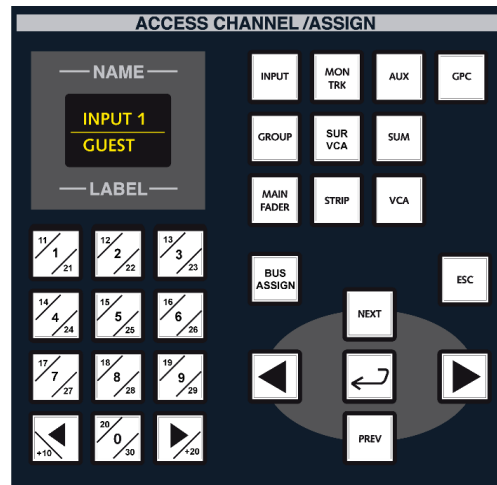 ACCESS CHANNEL /ASSIGN
NAME
INPUT 1
GUEST
LABEL
INPUT
MON TRK
AUX
GPC
GROUP
SUR VCA
SUM
MAIN FADER
STRIP
VCA
11 1 21
12 2 22
13 3 23
14 4 24
15 5 25
16 6 26
17 7 27
18 8 28
19 9 29
+10
20 0 30
+20
BUS ASSIGN
ESC
NEXT
PREV